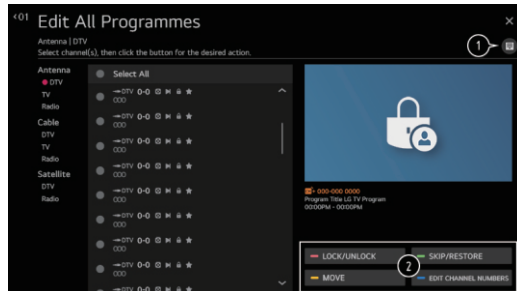 <01 Edit All Programmes
Antenna | DTV
Select channel(s), then click the button for the desired action.
1
Antenna
DTV
TV
Radio
Cable
DTV
TV
Radio
Satellite
DTV
Radio
Select All
DTV 0-0
000
DTV 0-0
000
DTV 0-0
000
DTV 0-0
000
DTV 0-0
000
DTV 0-0
000
DTV 0-0
000
DTV 0-0
000
DTV 0-0
000-000 0000
Program Title LG TV Program
00:00PM - 00:00PM
LOCK/UNLOCK
SKIP/RESTORE
2
MOVE
EDIT CHANNEL NUMBERS